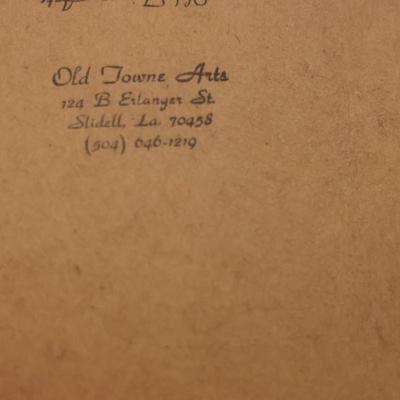 Old Towne Arts
124 B Erlanger St.
Slidell, La 70458
(504) 646-1219